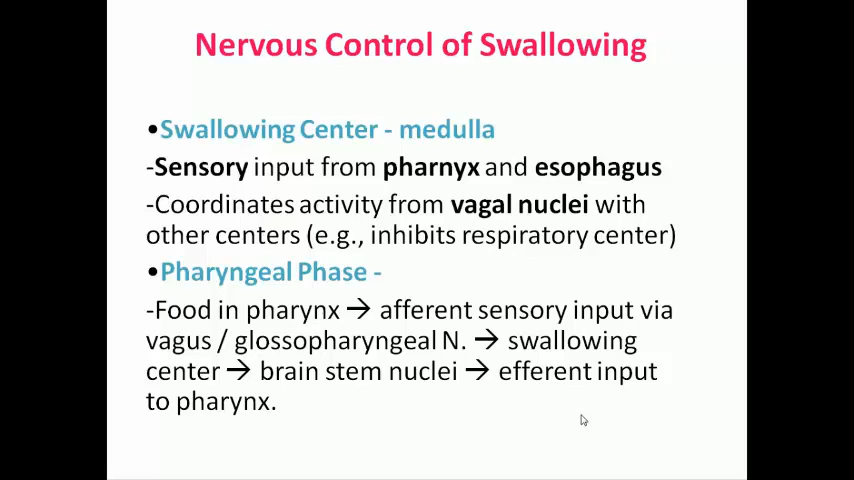 Nervous Control of Swallowing
•Swallowing Center - medulla
-Sensory input from pharnyx and esophagus
-Coordinates activity from vagal nuclei with
other centers (e.g., inhibits respiratory center)
•Pharyngeal Phase -
-Food in pharynx → afferent sensory input via
vagus / glossopharyngeal N. → swallowing
center → brain stem nuclei → efferent input
to pharynx.